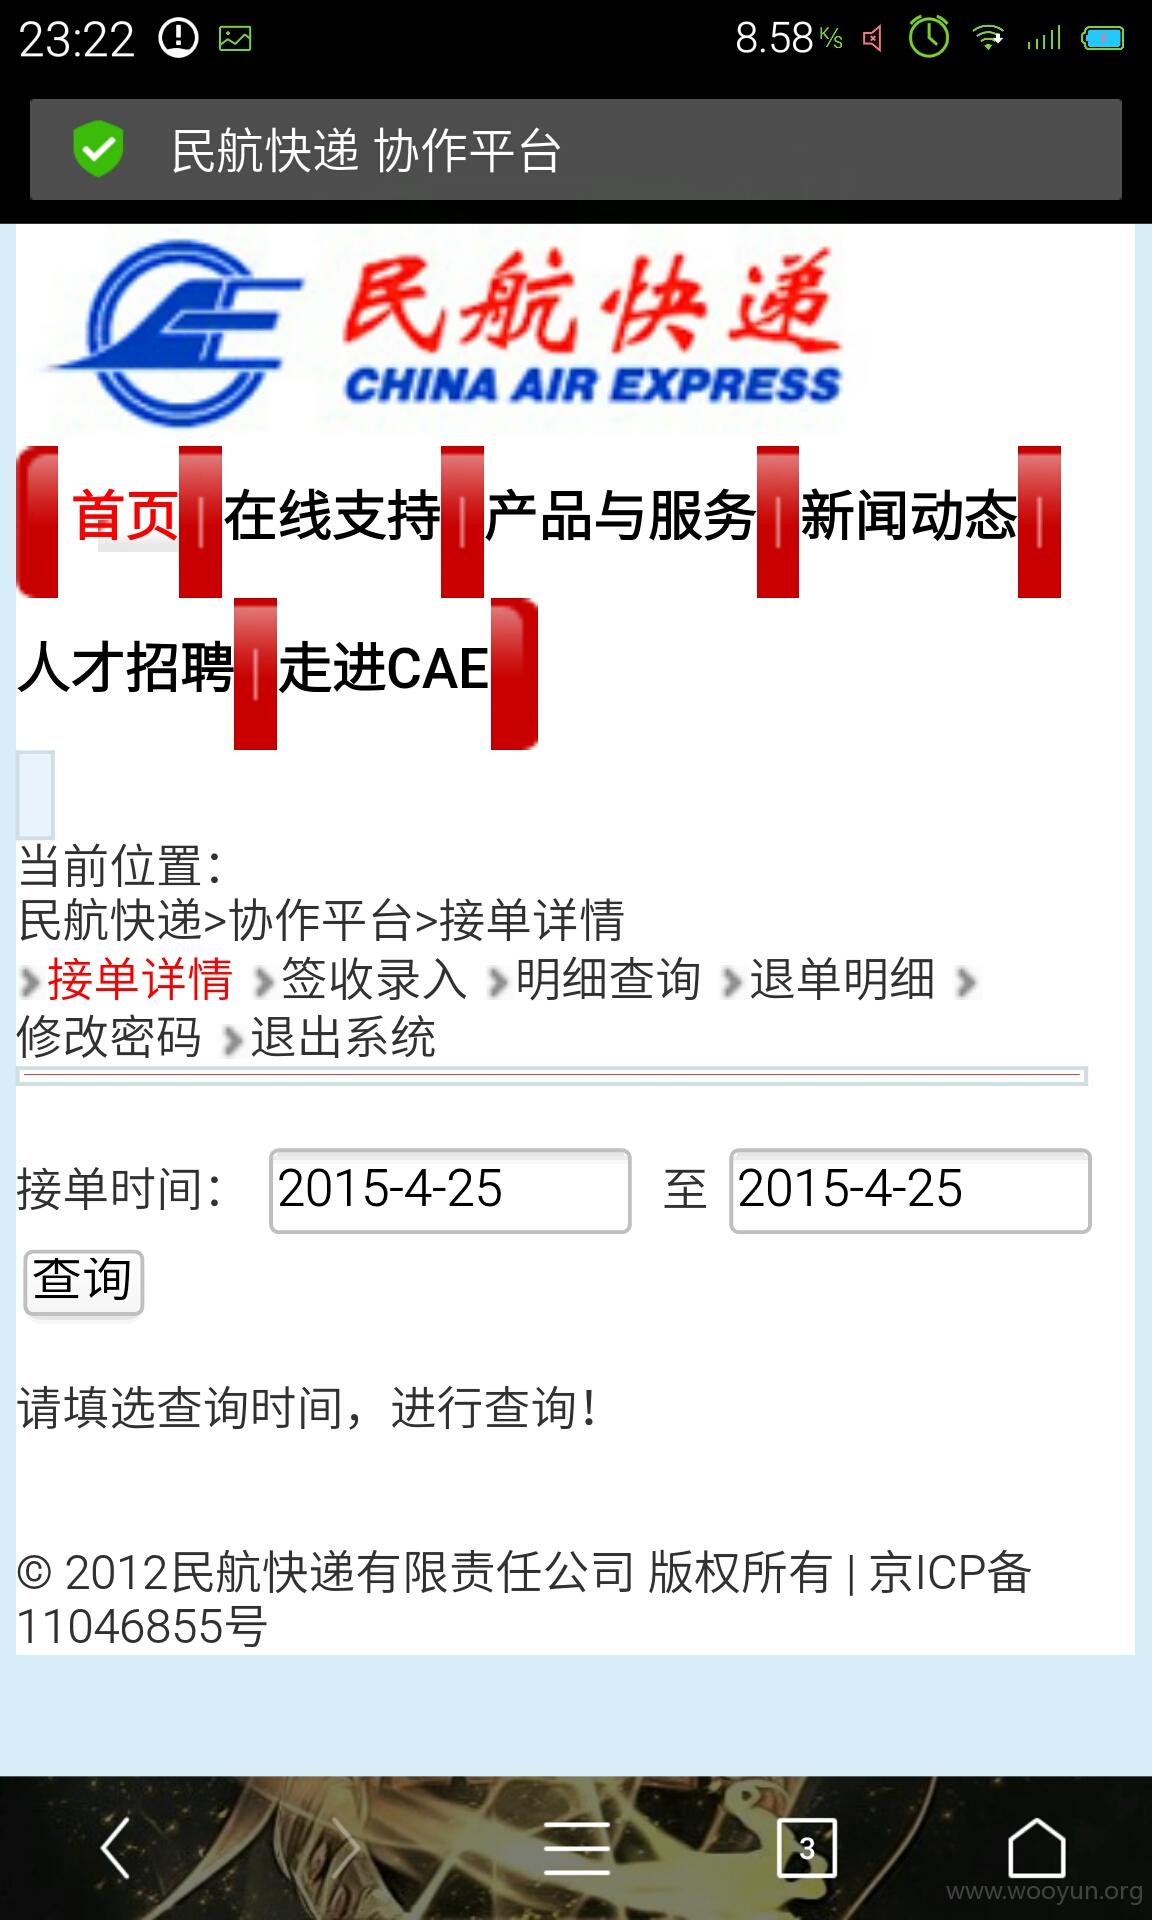 23:22
8.58 K/s
民航快递 协作平台
民航快递
CHINA AIR EXPRESS
首页 | 在线支持 | 产品与服务 | 新闻动态 |
人才招聘 | 走进CAE
当前位置：
民航快递>协作平台>接单详情
接单详情 签收录入 明细查询 退单明细
修改密码 退出系统
接单时间： 2015-4-25 至 2015-4-25
查询
请填选查询时间，进行查询！
© 2012民航快递有限责任公司 版权所有 | 京ICP备
11046855号
3
www.wooyun.org